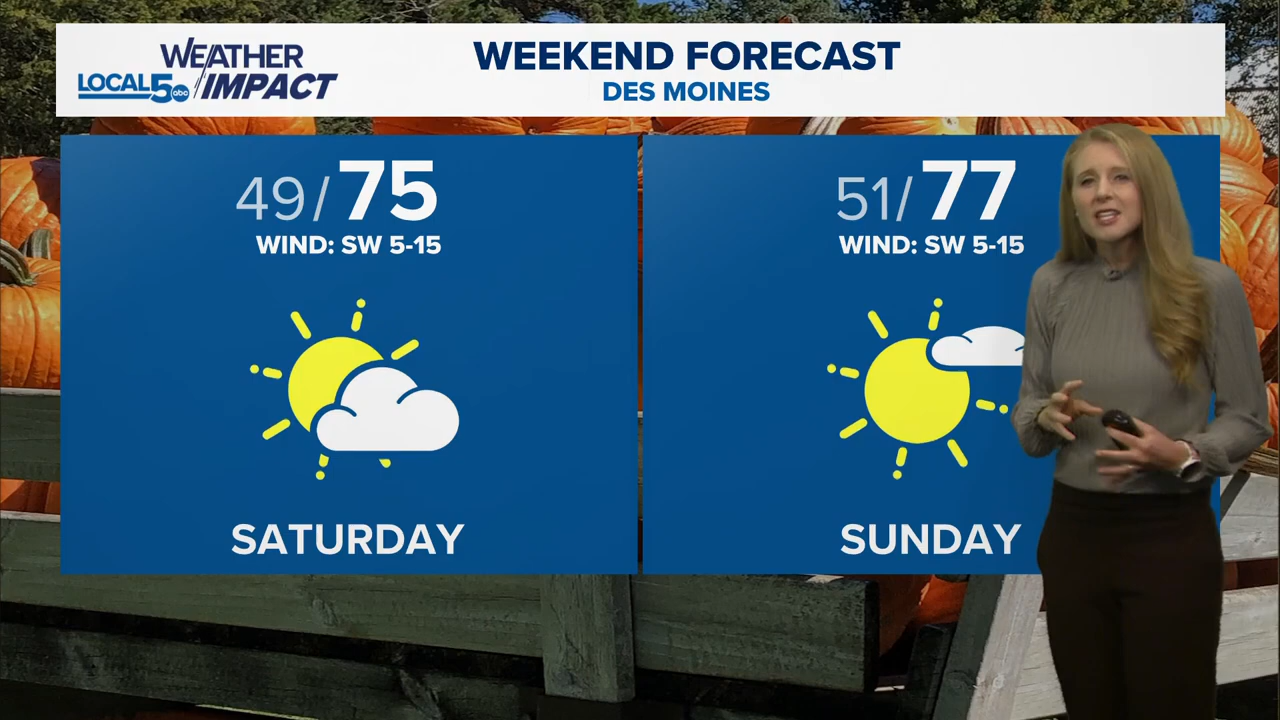 WEATHER
IMPACT
LOCAL 5 abc
WEEKEND FORECAST
DES MOINES
49/75
WIND: SW 5-15
SATURDAY
51/77
WIND: SW 5-15
SUNDAY